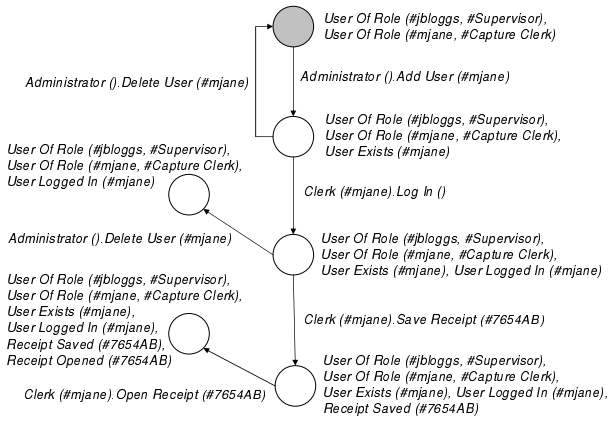 User Of Role (#jbloggs, #Supervisor),
User Of Role (#mjane, #Capture Clerk)
Administrator ().Delete User (#mjane)
Administrator ().Add User (#mjane)
User Of Role (#jbloggs, #Supervisor),
User Of Role (#mjane, #Capture Clerk),
User Exists (#mjane)
User Of Role (#jbloggs, #Supervisor),
User Of Role (#mjane, #Capture Clerk),
User Logged In (#mjane)
Clerk (#mjane).Log In ()
Administrator ().Delete User (#mjane)
User Of Role (#jbloggs, #Supervisor),
User Of Role (#mjane, #Capture Clerk),
User Exists (#mjane), User Logged In (#mjane)
User Of Role (#jbloggs, #Supervisor),
User Of Role (#mjane, #Capture Clerk),
User Exists (#mjane),
User Logged In (#mjane),
Receipt Saved (#7654AB),
Receipt Opened (#7654AB)
Clerk (#mjane).Save Receipt (#7654AB)
Clerk (#mjane).Open Receipt (#7654AB)
User Of Role (#jbloggs, #Supervisor),
User Of Role (#mjane, #Capture Clerk),
User Exists (#mjane), User Logged In (#mjane),
Receipt Saved (#7654AB)